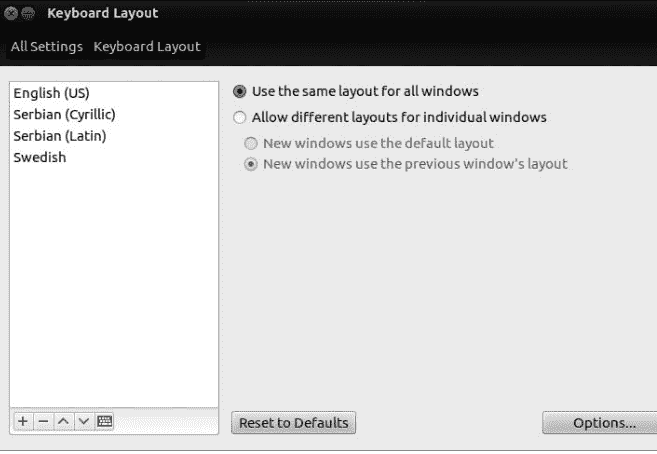 Keyboard Layout
All Settings Keyboard Layout
English (US)
Serbian (Cyrillic)
Serbian (Latin)
Swedish
Use the same layout for all windows
Allow different layouts for individual windows
New windows use the default layout
New windows use the previous window's layout
Reset to Defaults
Options...